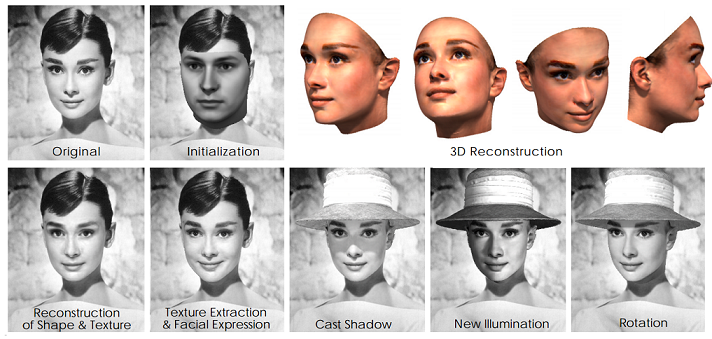 Original
Initialization
3D Reconstruction
Reconstruction
of Shape & Texture
Texture Extraction
& Facial Expression
Cast Shadow
New Illumination
Rotation